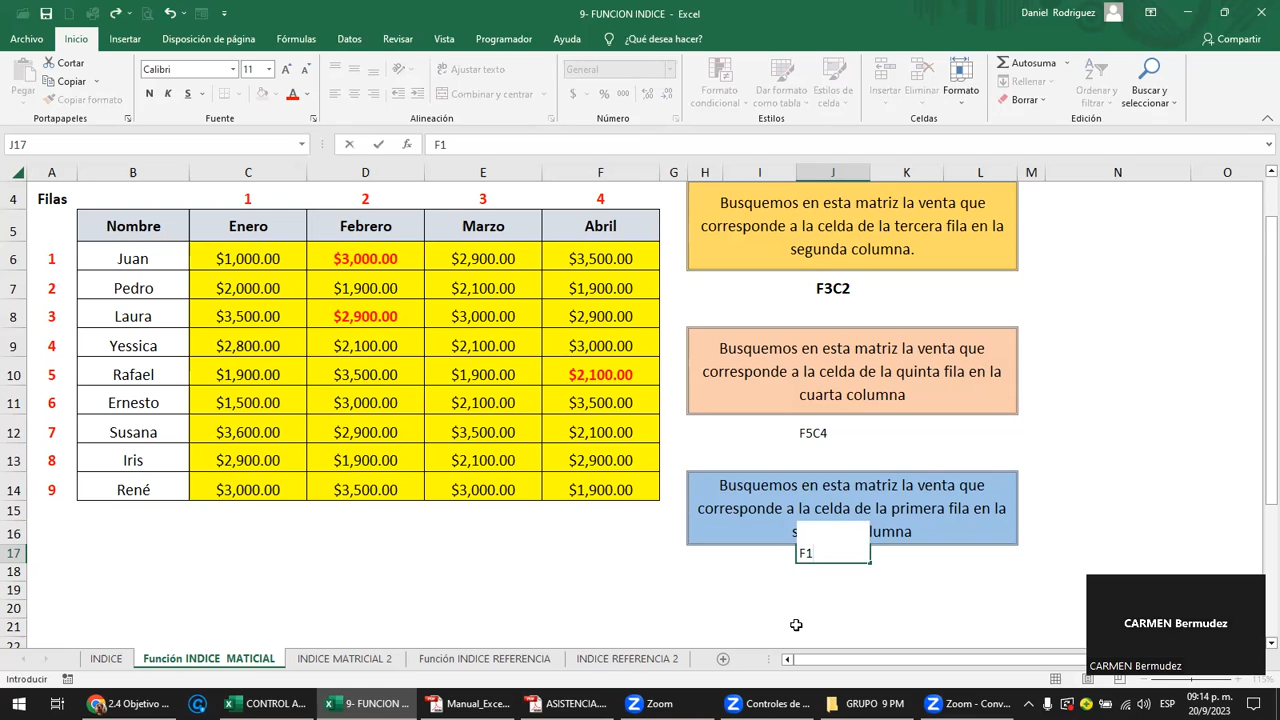 9- FUNCION INDICE - Excel
Daniel Rodriguez
Archivo Inicio Insertar Disposición de página Fórmulas Datos Revisar Vista Programador Ayuda ¿Qué desea hacer? Compartir
Pegar
Cortar
Copiar
Copiar formato
Portapapeles
Calibri 11
N K S
Fuente
Ajustar texto
Combinar y centrar
Alineación
General
$ % 000
Número
Formato condicional
Dar formato como tabla
Estilos de celda
Estilos
Insertar Eliminar Formato
Celdas
Autosuma
Rellenar
Borrar
Ordenar y filtrar
Buscar y seleccionar
Edición
J17 F1
A B C D E F G H I J K L M N O
4 Filas 1 2 3 4
5 Nombre Enero Febrero Marzo Abril
6 1 Juan $1,000.00 $3,000.00 $2,900.00 $3,500.00
7 2 Pedro $2,000.00 $1,900.00 $2,100.00 $1,900.00
8 3 Laura $3,500.00 $2,900.00 $3,000.00 $2,900.00
9 4 Yessica $2,800.00 $2,100.00 $2,100.00 $3,000.00
10 5 Rafael $1,900.00 $3,500.00 $1,900.00 $2,100.00
11 6 Ernesto $1,500.00 $3,000.00 $2,100.00 $3,500.00
12 7 Susana $3,600.00 $2,900.00 $3,500.00 $2,100.00
13 8 Iris $2,900.00 $1,900.00 $2,100.00 $2,900.00
14 9 René $3,000.00 $3,500.00 $3,000.00 $1,900.00
15
16
17
18
19
20
21
22
Busquemos en esta matriz la venta que
corresponde a la celda de la tercera fila en la
segunda columna.
F3C2
Busquemos en esta matriz la venta que
corresponde a la celda de la quinta fila en la
cuarta columna
F5C4
Busquemos en esta matriz la venta que
corresponde a la celda de la primera fila en la
s lumna
F1
CARMEN Bermudez
CARMEN Bermudez
INDICE Función INDICE MATICIAL INDICE MATRICIAL 2 Función INDICE REFERENCIA INDICE REFERENCIA 2
Introducir 115%
2.4 Objetivo ... CONTROL A... 9- FUNCION ... Manual_Exce... ASISTENCIA.... Zoom Controles de ... GRUPO 9 PM Zoom - Conv... ESP
09:14 p. m.
20/9/2023